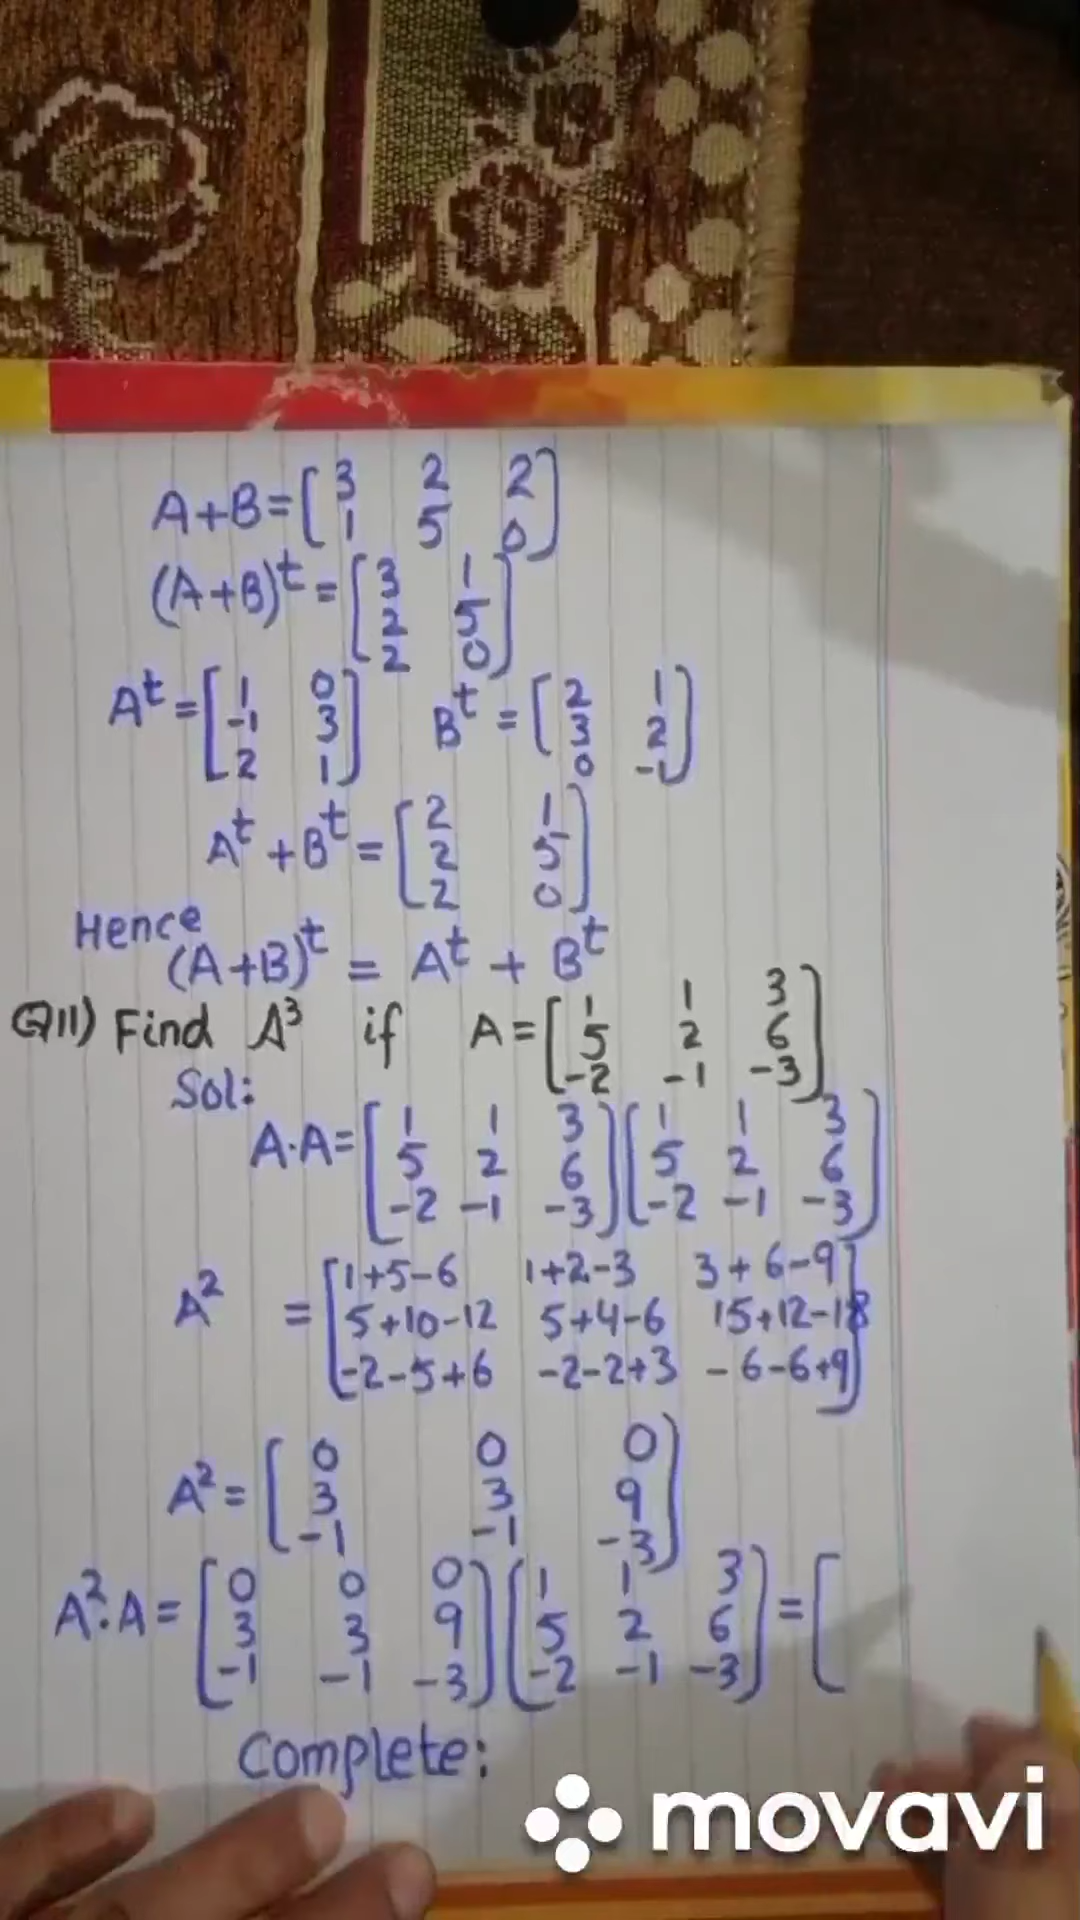 A+B=[3 2 2
1 5 0]
(A+B)^t=[3 1
2 5
2 0]
A^t=[1 0
-1 3
2 1] B^t=[2 1
3 2
0 -1]
A^t+B^t=[2 1
2 5
2 0]
Hence
(A+B)^t = A^t + B^t
Q11) Find A^3 if A=[1 1 3
5 2 6
-2 -1 -3]
Sol:
A.A=[1 1 3
5 2 6
-2 -1 -3][1 1 3
5 2 6
-2 -1 -3]
A^2 =[1+5-6 1+2-3 3+6-9
5+10-12 5+4-6 15+12-18
-2-5+6 -2-2+3 -6-6+9]
A^2=[0 0 0
3 3 9
-1 -1 -3]
A^2.A=[0 0 0
3 3 9
-1 -1 -3][1 1 3
5 2 6
-2 -1 -3]=[
Complete:
movavi